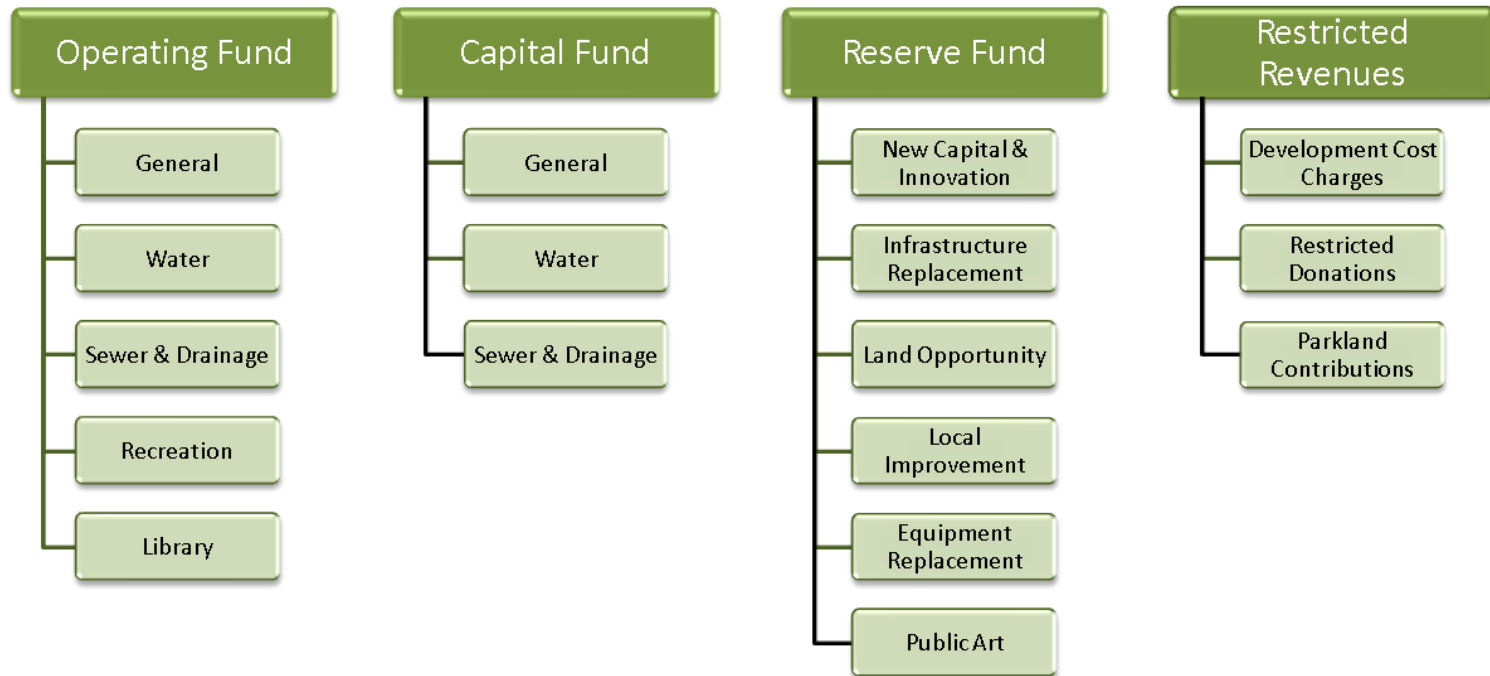 Operating Fund
General
Water
Sewer & Drainage
Recreation
Library
Capital Fund
General
Water
Sewer & Drainage
Reserve Fund
New Capital &
Innovation
Infrastructure
Replacement
Land Opportunity
Local
Improvement
Equipment
Replacement
Public Art
Restricted
Revenues
Development Cost
Charges
Restricted
Donations
Parkland
Contributions